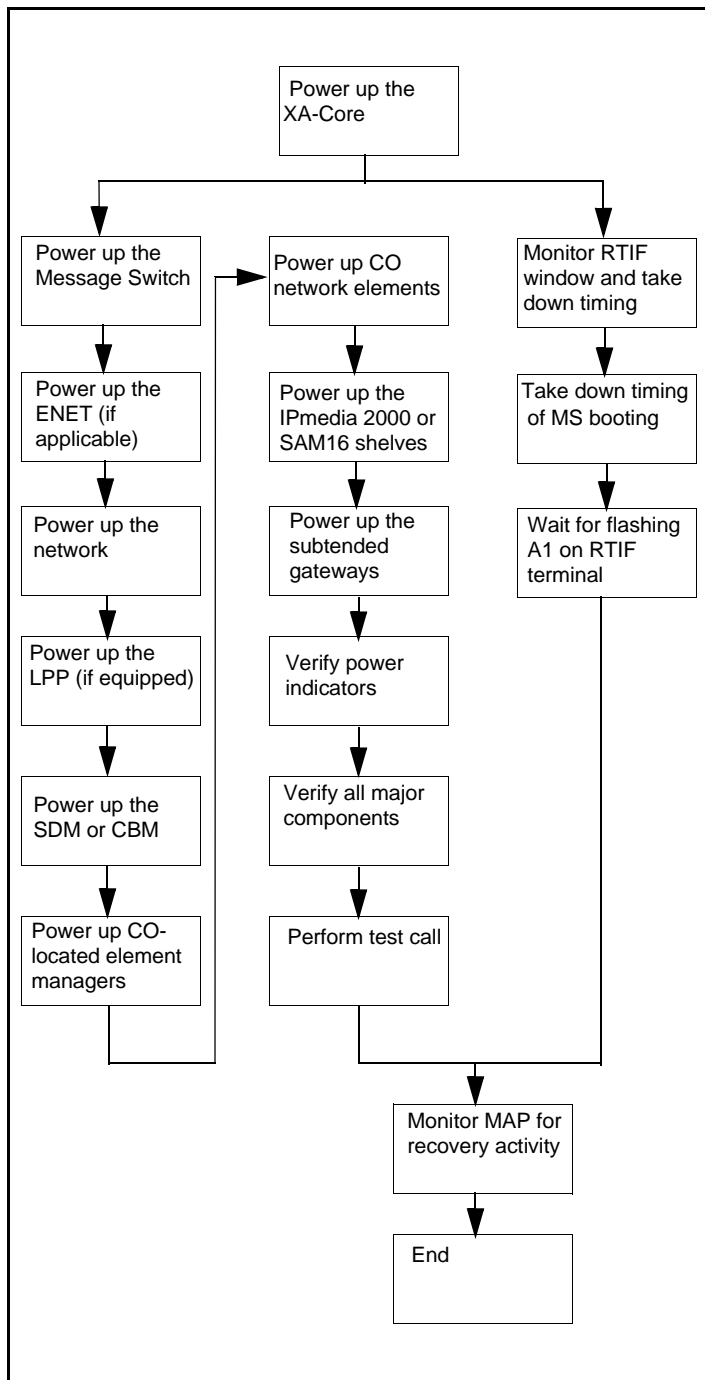 Power up the
XA-Core
Power up the
Message Switch
Power up the
ENET (if
applicable)
Power up the
network
Power up the
LPP (if equipped)
Power up the
SDM or CBM
Power up CO-
located element
managers
Power up CO
network elements
Power up the
IPmedia 2000 or
SAM16 shelves
Power up the
subtended
gateways
Verify power
indicators
Verify all major
components
Perform test call
Monitor RTIF
window and take
down timing
Take down timing
of MS booting
Wait for flashing
A1 on RTIF
terminal
Monitor MAP for
recovery activity
End